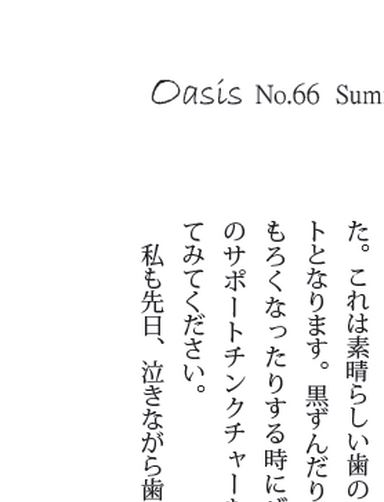 Oasis No.66 Sum
た。これは素晴らしい歯の
トとなります。黒ずんだり
もろくなったりする時に
のサポートチンクチャー
てみてください。
私も先日、泣きながら歯